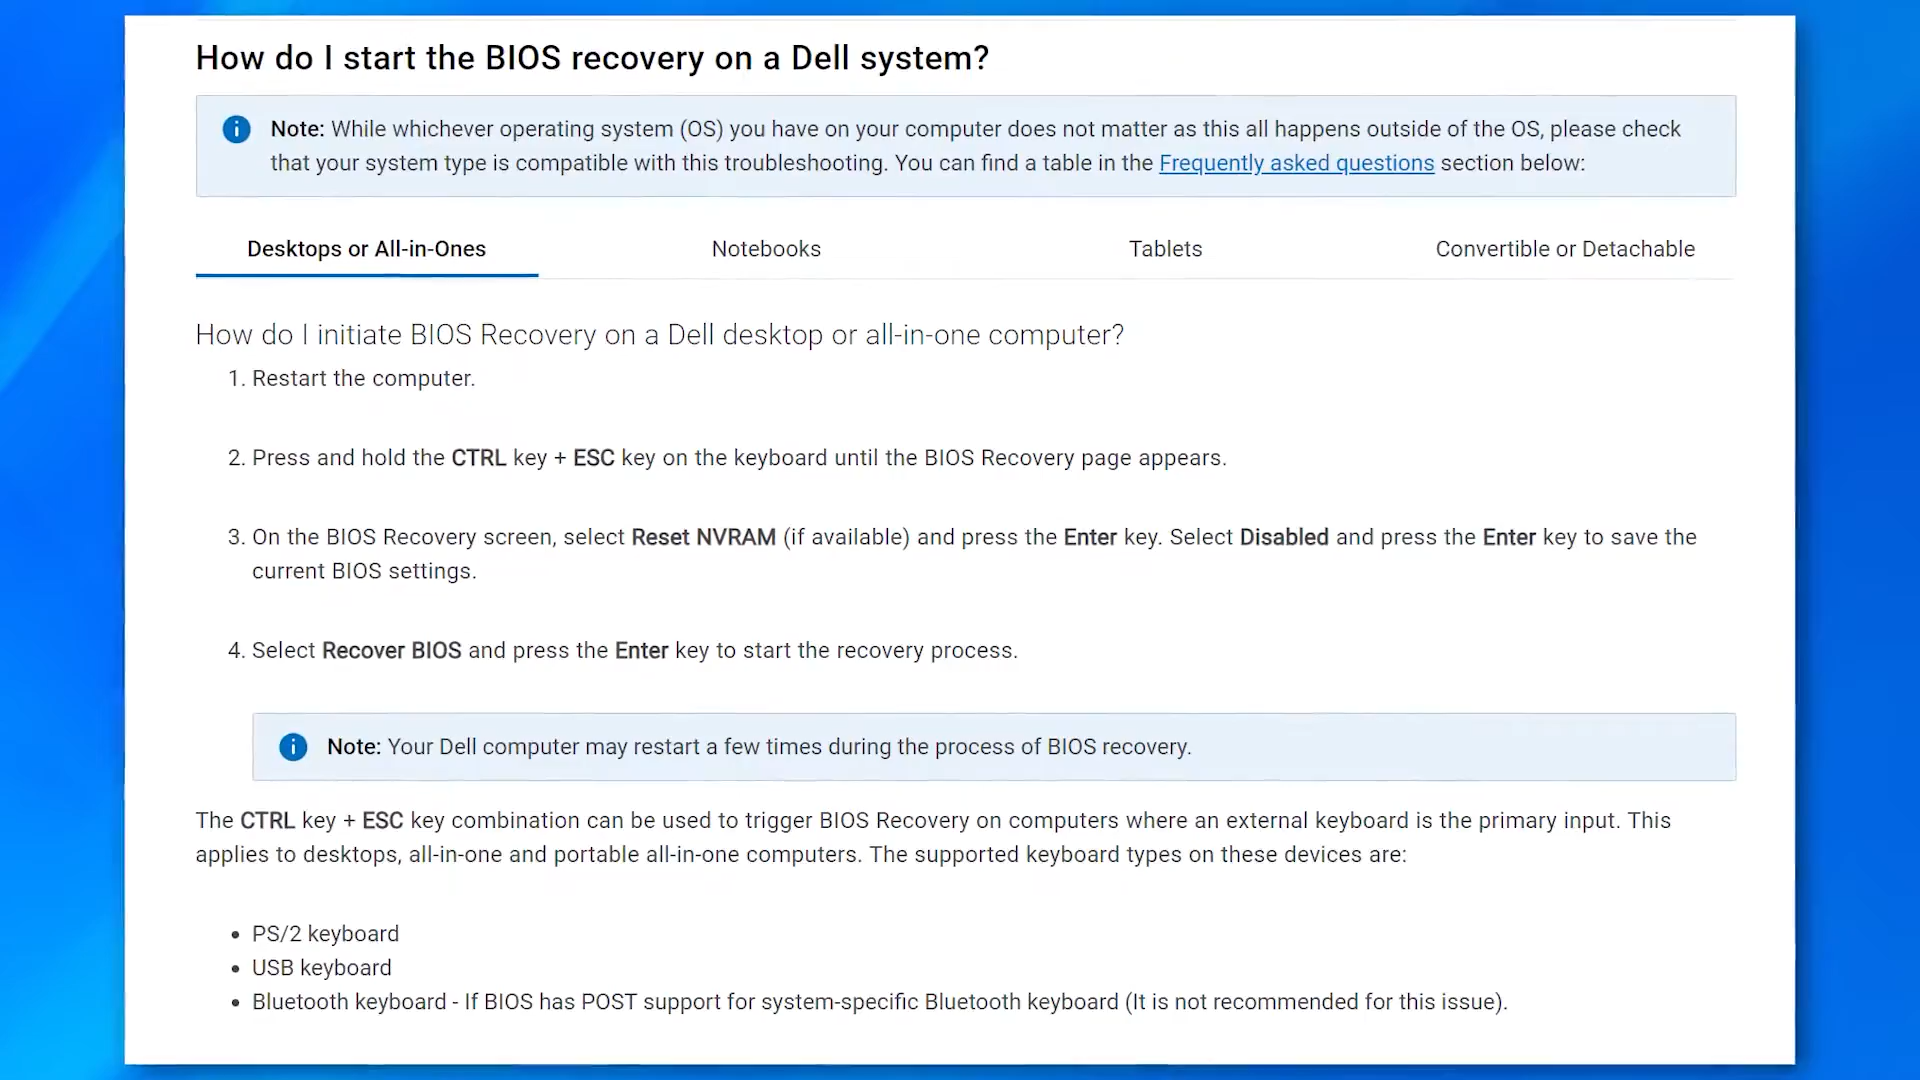 How do I start the BIOS recovery on a Dell system?
Note: While whichever operating system (OS) you have on your computer does not matter as this all happens outside of the OS, please check
that your system type is compatible with this troubleshooting. You can find a table in the Frequently asked questions section below:
Desktops or All-in-Ones
Notebooks
Tablets
Convertible or Detachable
How do I initiate BIOS Recovery on a Dell desktop or all-in-one computer?
1. Restart the computer.
2. Press and hold the CTRL key + ESC key on the keyboard until the BIOS Recovery page appears.
3. On the BIOS Recovery screen, select Reset NVRAM (if available) and press the Enter key. Select Disabled and press the Enter key to save the
current BIOS settings.
4. Select Recover BIOS and press the Enter key to start the recovery process.
Note: Your Dell computer may restart a few times during the process of BIOS recovery.
The CTRL key + ESC key combination can be used to trigger BIOS Recovery on computers where an external keyboard is the primary input. This
applies to desktops, all-in-one and portable all-in-one computers. The supported keyboard types on these devices are:
• PS/2 keyboard
• USB keyboard
• Bluetooth keyboard - If BIOS has POST support for system-specific Bluetooth keyboard (It is not recommended for this issue).